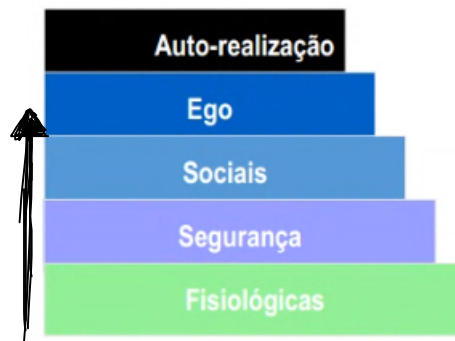 Auto-realização
Ego
Sociais
Segurança
Fisiológicas